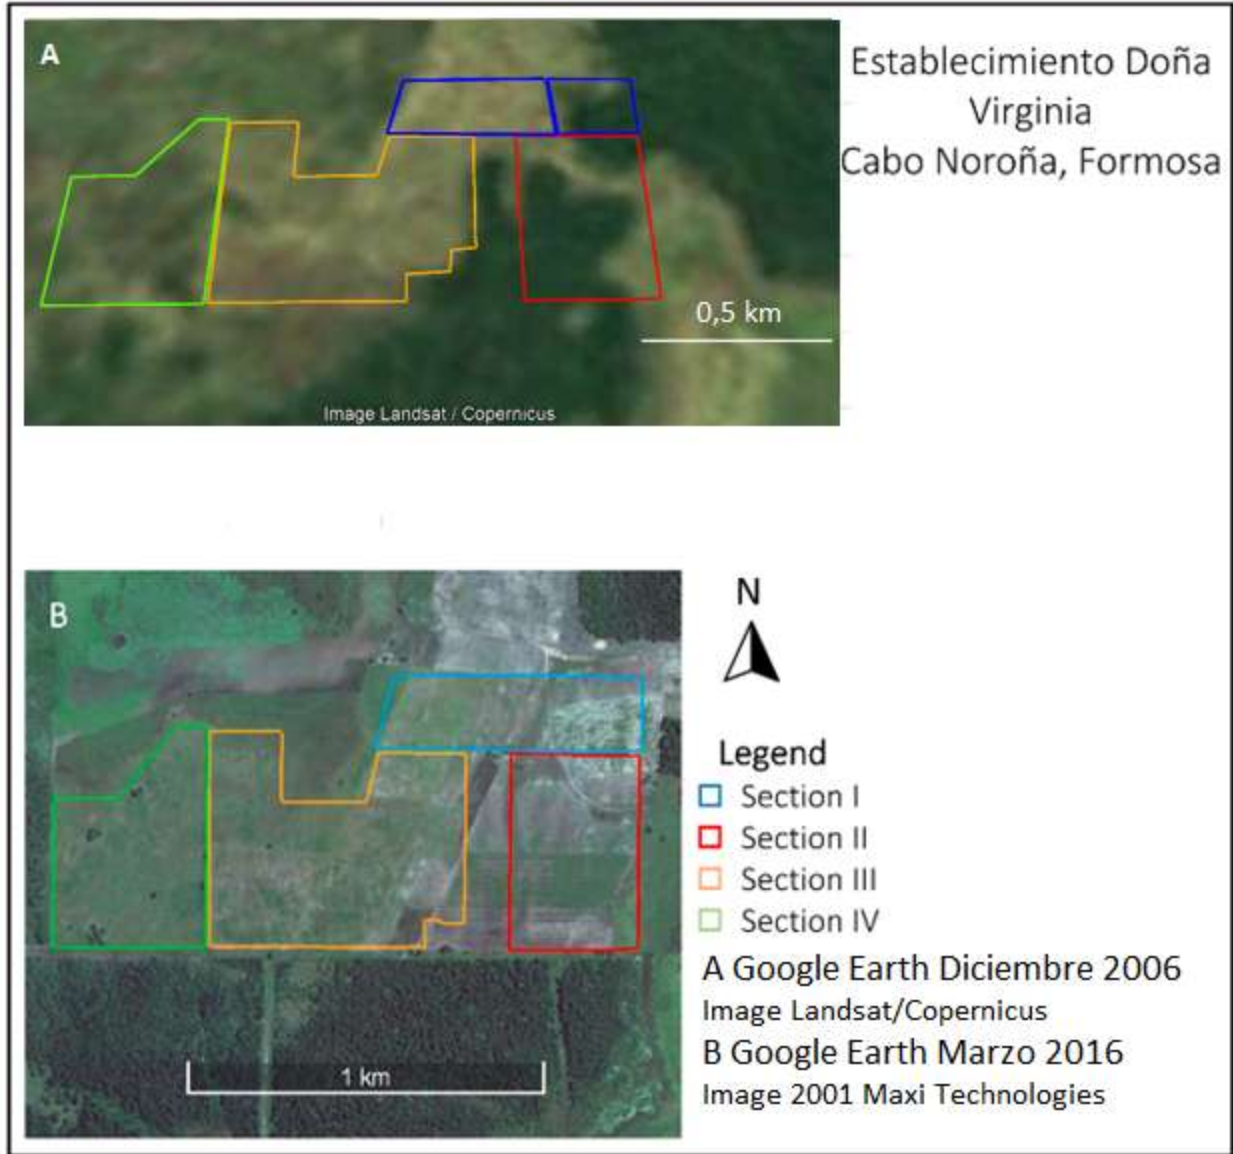 A
Establecimiento Doña
Virginia
Cabo Noroña, Formosa
0,5 km
Image Landsat / Copernicus
B
N
1 km
Legend
Section I
Section II
Section III
Section IV
A Google Earth Diciembre 2006
Image Landsat/Copernicus
B Google Earth Marzo 2016
Image 2001 Maxi Technologies